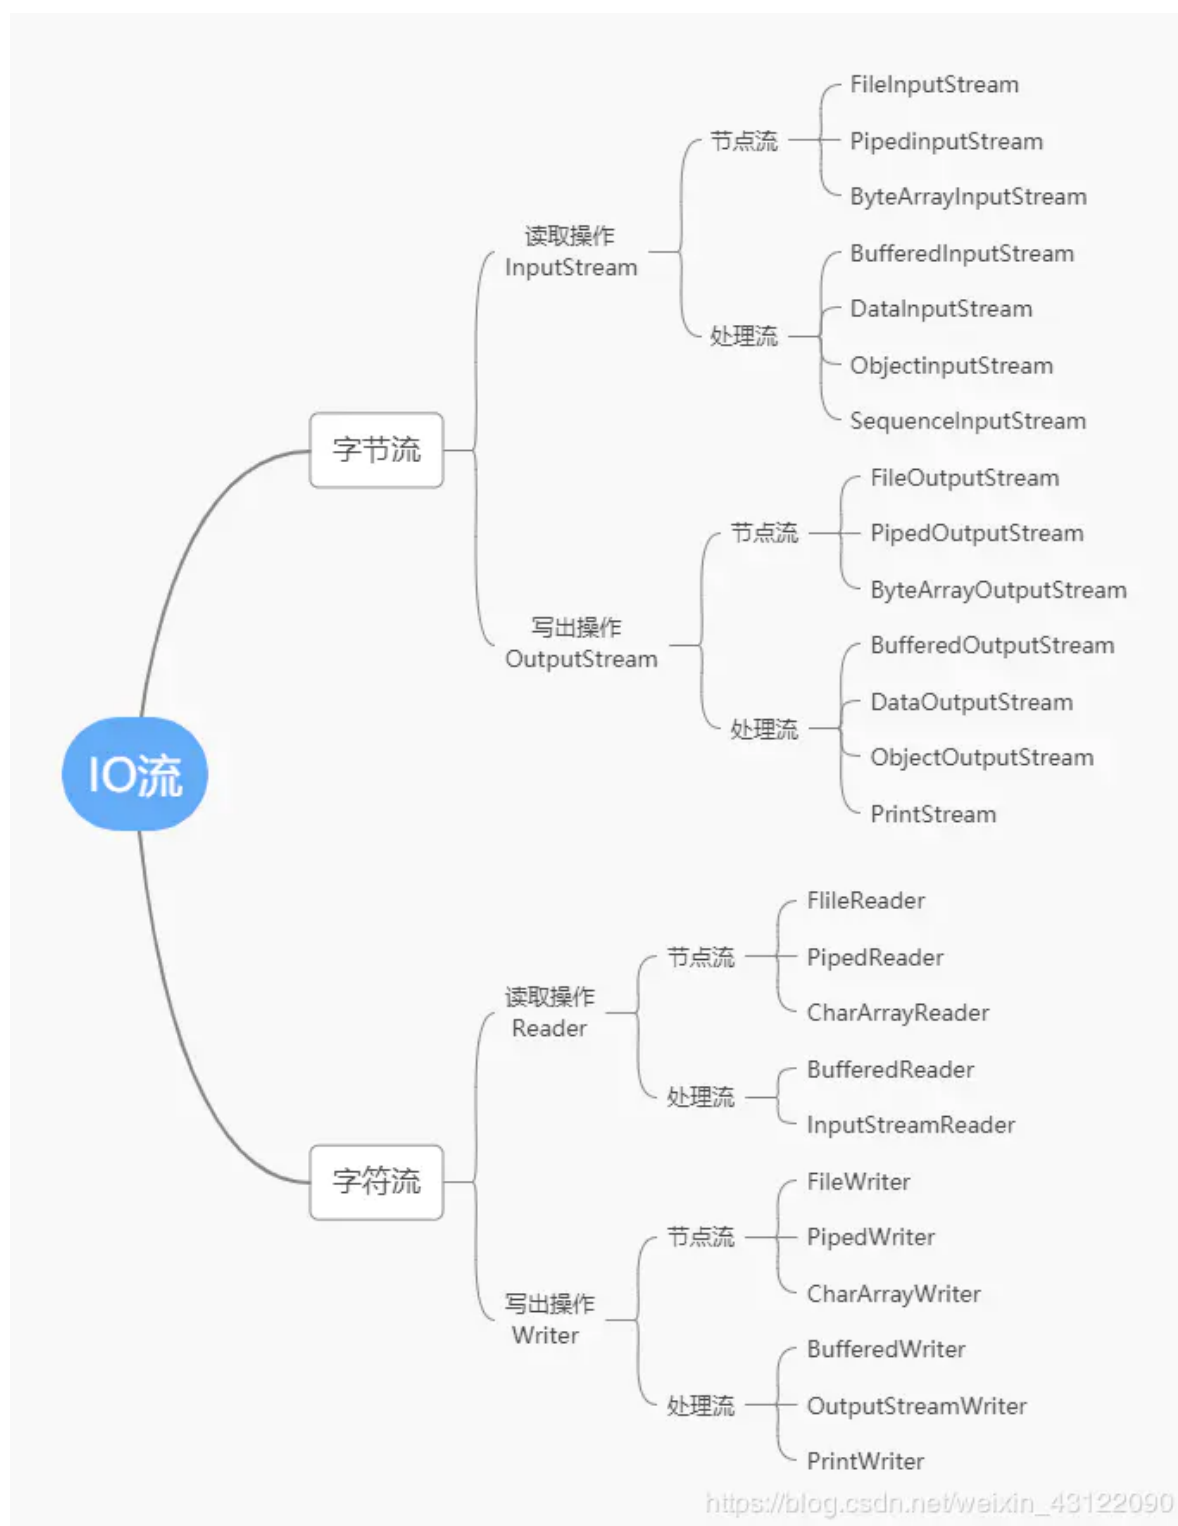 IO流
字节流
读取操作
InputStream
节点流
FileInputStream
PipedinputStream
ByteArrayInputStream
处理流
BufferedInputStream
DataInputStream
ObjectinputStream
SequenceInputStream
写出操作
OutputStream
节点流
FileOutputStream
PipedOutputStream
ByteArrayOutputStream
处理流
BufferedOutputStream
DataOutputStream
ObjectOutputStream
PrintStream
字符流
读取操作
Reader
节点流
FlileReader
PipedReader
CharArrayReader
处理流
BufferedReader
InputStreamReader
写出操作
Writer
节点流
FileWriter
PipedWriter
CharArrayWriter
处理流
BufferedWriter
OutputStreamWriter
PrintWriter
https://blog.csdn.net/weixin_43122090